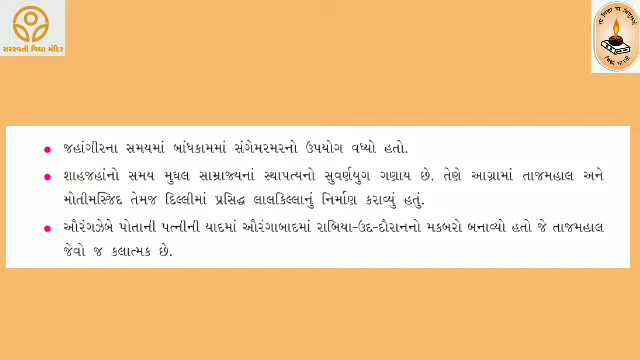 સરસ્વતી વિદ્યા મંદિર
સા વિદ્યા યા વિમુક્તયે
વિદ્યા ભારતી
જહાંગીરના સમયમાં બાંધકામમાં સંગેમરમરનો ઉપયોગ વધ્યો હતો.
શાહજહાંનો સમય મુઘલ સામ્રાજ્યનાં સ્થાપત્યનો સુવર્ણયુગ ગણાય છે. તેણે આગ્રામાં તાજમહાલ અને
મોતીમસ્જિદ તેમજ દિલ્લીમાં પ્રસિદ્ધ લાલકિલ્લાનું નિર્માણ કરાવ્યું હતું.
ઔરંગઝેબે પોતાની પત્નીની યાદમાં ઔરંગાબાદમાં રાબિયા-ઉદ-દૌરાનનો મકબરો બનાવ્યો હતો જે તાજમહાલ
જેવો જ કલાત્મક છે.